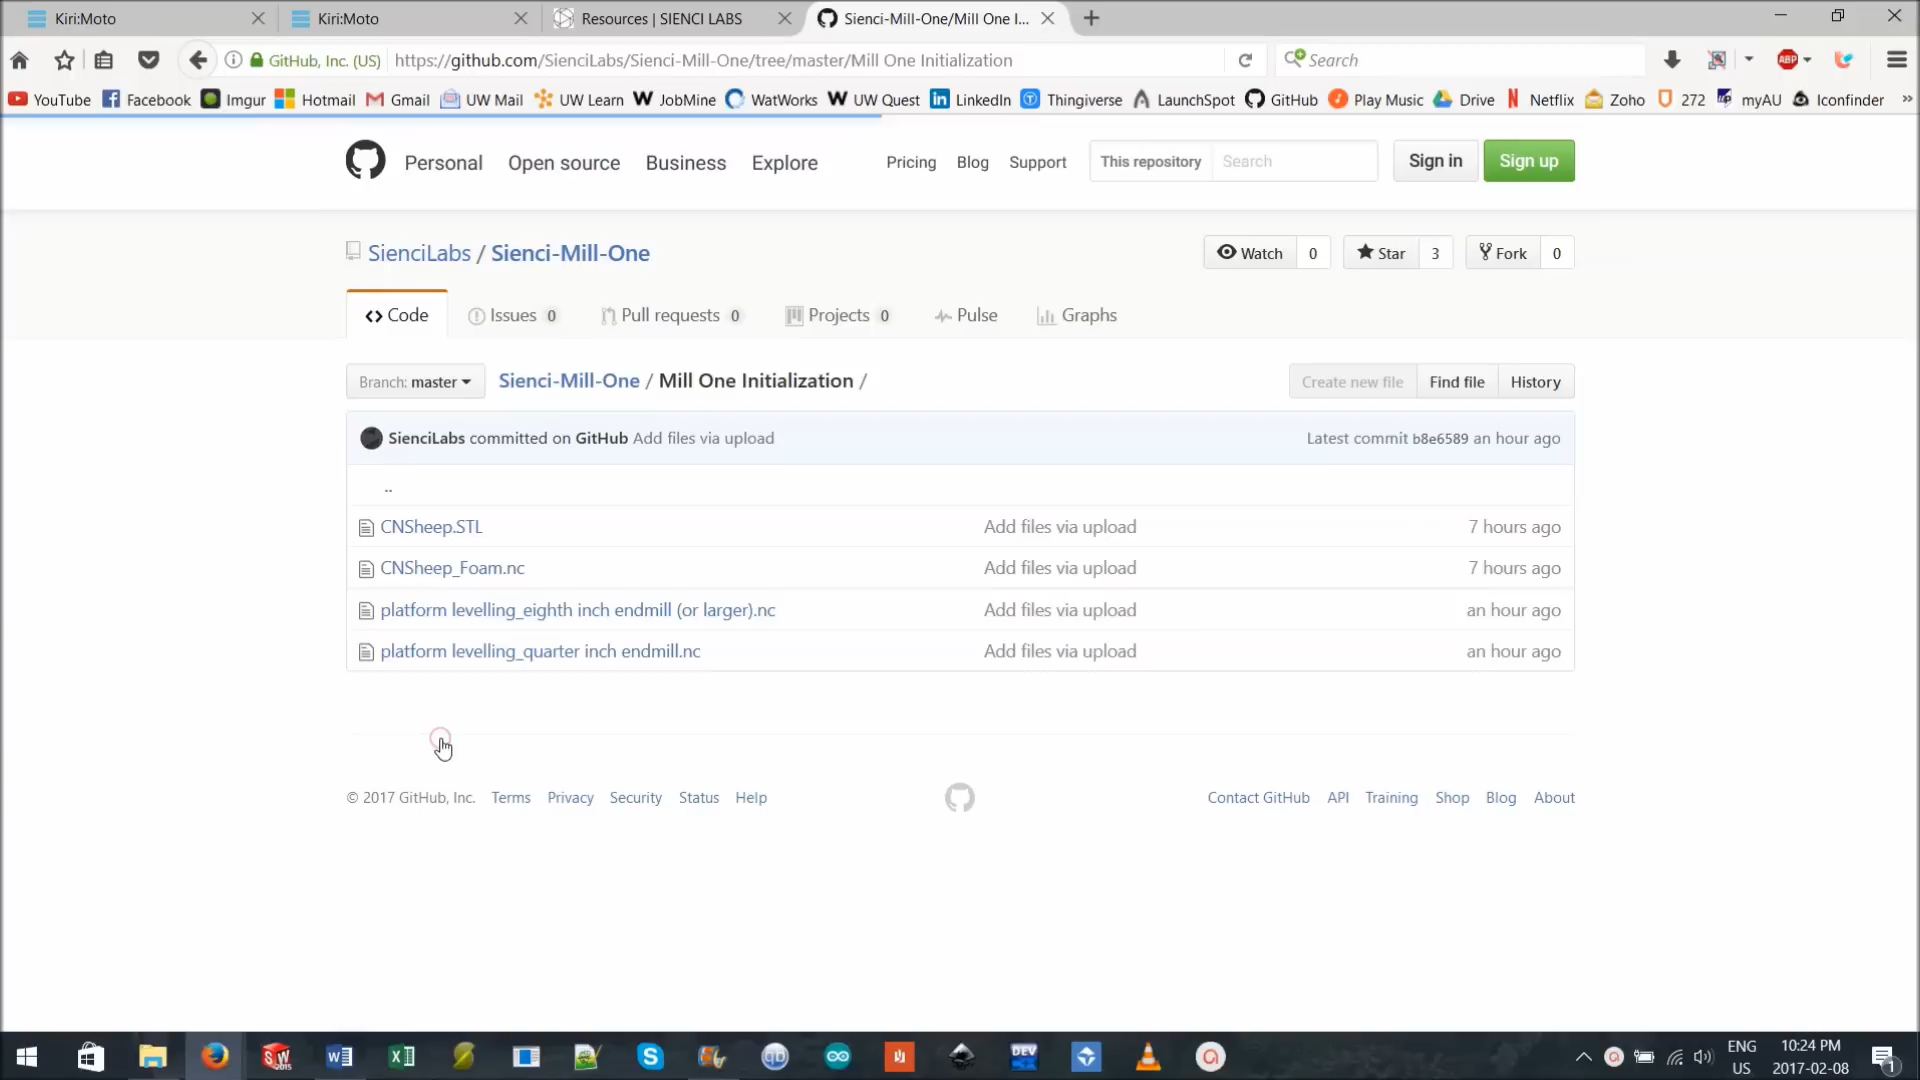 Kiri:Moto
Kiri:Moto
Resources | SIENCI LABS
Sienci-Mill-One/Mill One I...
GitHub, Inc. (US)
https://github.com/SienciLabs/Sienci-Mill-One/tree/master/Mill One Initialization
Search
ABP
YouTube Facebook Imgur Hotmail Gmail UW Mail UW Learn JobMine WatWorks UW Quest LinkedIn Thingiverse LaunchSpot GitHub Play Music Drive Netflix Zoho 272 myAU Iconfinder »
Personal Open source Business Explore Pricing Blog Support This repository Search Sign in Sign up
SienciLabs / Sienci-Mill-One
Watch 0 Star 3 Fork 0
Code Issues 0 Pull requests 0 Projects 0 Pulse Graphs
Branch: master Sienci-Mill-One / Mill One Initialization / Create new file Find file History
SienciLabs committed on GitHub Add files via upload Latest commit b8e6589 an hour ago
..
CNSheep.STL Add files via upload 7 hours ago
CNSheep_Foam.nc Add files via upload 7 hours ago
platform levelling_eighth inch endmill (or larger).nc Add files via upload an hour ago
platform levelling_quarter inch endmill.nc Add files via upload an hour ago
© 2017 GitHub, Inc. Terms Privacy Security Status Help Contact GitHub API Training Shop Blog About
SW 2015
DEV
ENG
US
10:24 PM
2017-02-08
1